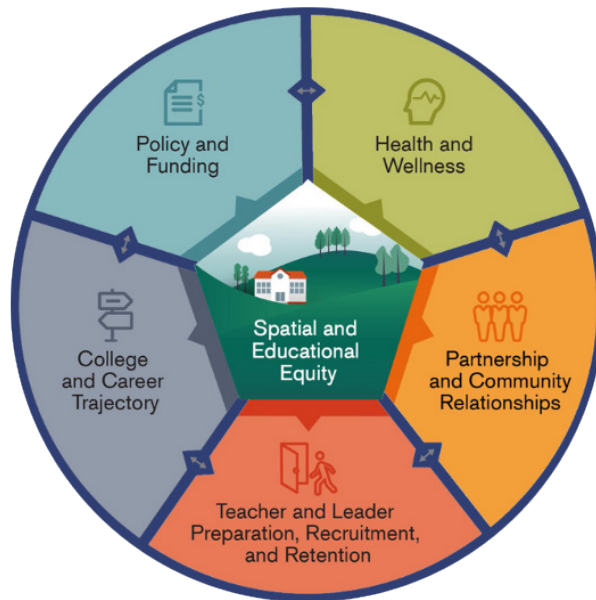 Policy and
Funding
Health and
Wellness
Spatial and
Educational
Equity
College
and Career
Trajectory
Partnership
and Community
Relationships
Teacher and Leader
Preparation, Recruitment,
and Retention
$